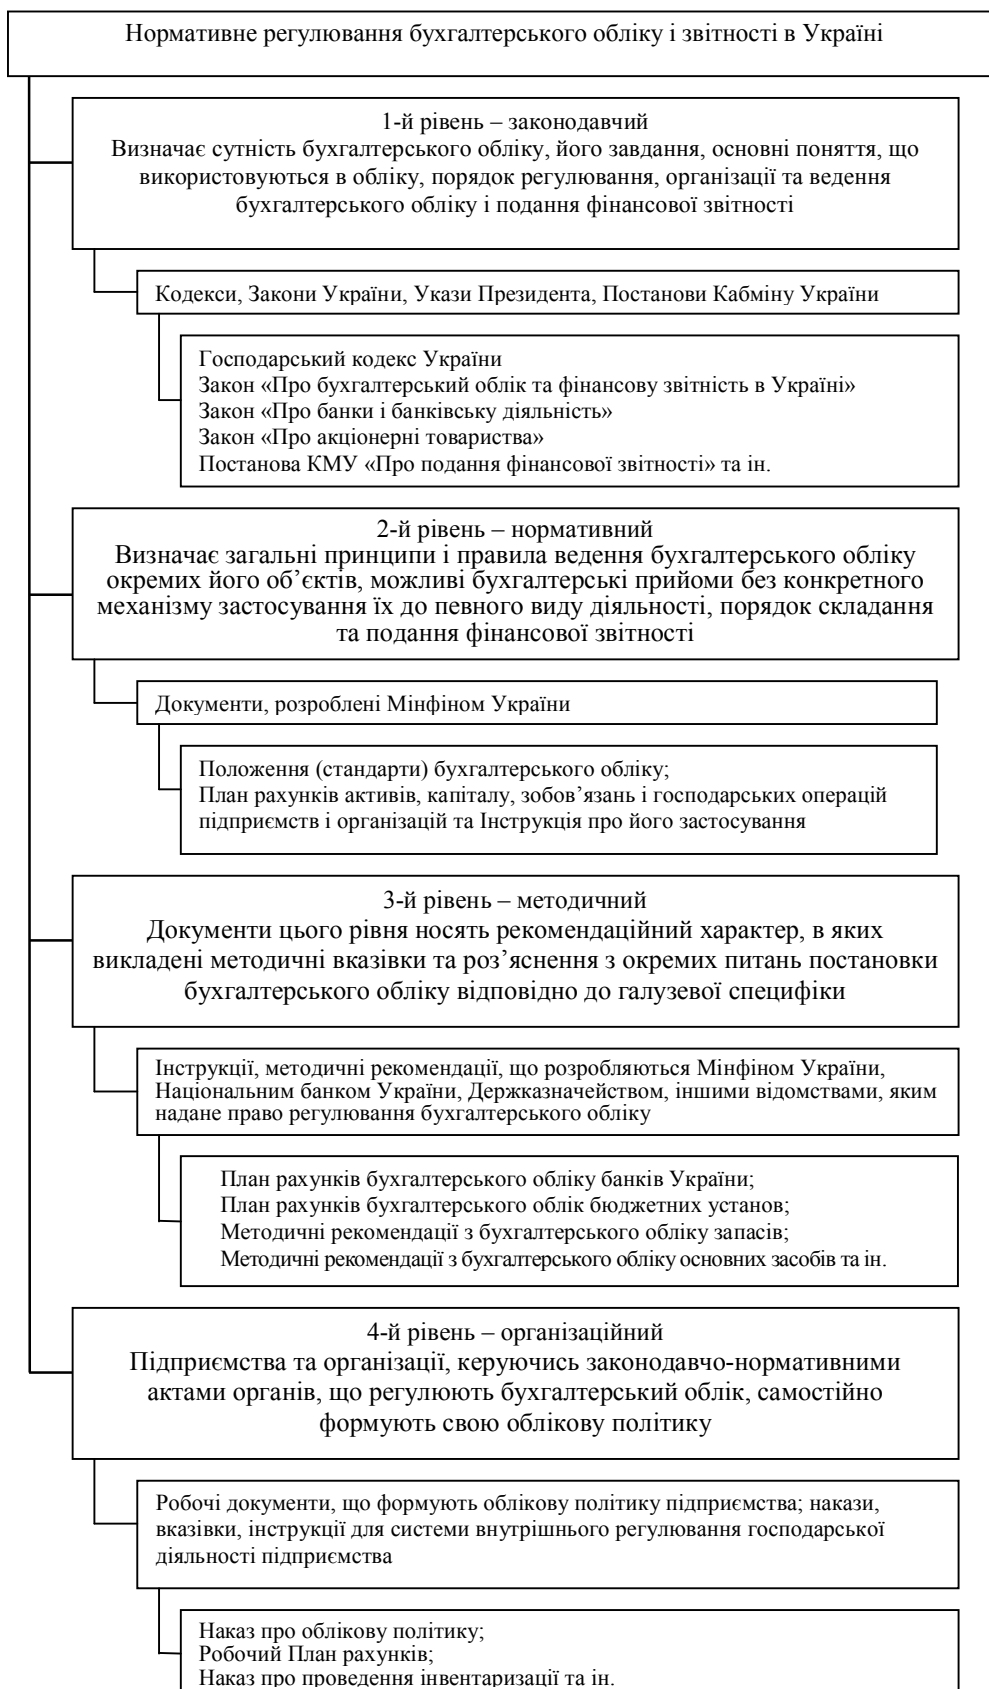 Нормативне регулювання бухгалтерського обліку і звітності в Україні
1-й рівень – законодавчий
Визначає сутність бухгалтерського обліку, його завдання, основні поняття, що
використовуються в обліку, порядок регулювання, організації та ведення
бухгалтерського обліку і подання фінансової звітності
Кодекси, Закони України, Укази Президента, Постанови Кабміну України
Господарський кодекс України
Закон «Про бухгалтерський облік та фінансову звітність в Україні»
Закон «Про банки і банківську діяльність»
Закон «Про акціонерні товариства»
Постанова КМУ «Про подання фінансової звітності» та ін.
2-й рівень – нормативний
Визначає загальні принципи і правила ведення бухгалтерського обліку
окремих його об’єктів, можливі бухгалтерські прийоми без конкретного
механізму застосування їх до певного виду діяльності, порядок складання
та подання фінансової звітності
Документи, розроблені Мінфіном України
Положення (стандарти) бухгалтерського обліку;
План рахунків активів, капіталу, зобов’язань і господарських операцій
підприємств і організацій та Інструкція про його застосування
3-й рівень – методичний
Документи цього рівня носять рекомендаційний характер, в яких
викладені методичні вказівки та роз’яснення з окремих питань постановки
бухгалтерського обліку відповідно до галузевої специфіки
Інструкції, методичні рекомендації, що розробляються Мінфіном України,
Національним банком України, Держказначейством, іншими відомствами, яким
надане право регулювання бухгалтерського обліку
План рахунків бухгалтерського обліку банків України;
План рахунків бухгалтерського облік бюджетних установ;
Методичні рекомендації з бухгалтерського обліку запасів;
Методичні рекомендації з бухгалтерського обліку основних засобів та ін.
4-й рівень – організаційний
Підприємства та організації, керуючись законодавчо-нормативними
актами органів, що регулюють бухгалтерський облік, самостійно
формують свою облікову політику
Робочі документи, що формують облікову політику підприємства; накази,
вказівки, інструкції для системи внутрішнього регулювання господарської
діяльності підприємства
Наказ про облікову політику;
Робочий План рахунків;
Наказ про проведення інвентаризації та ін.